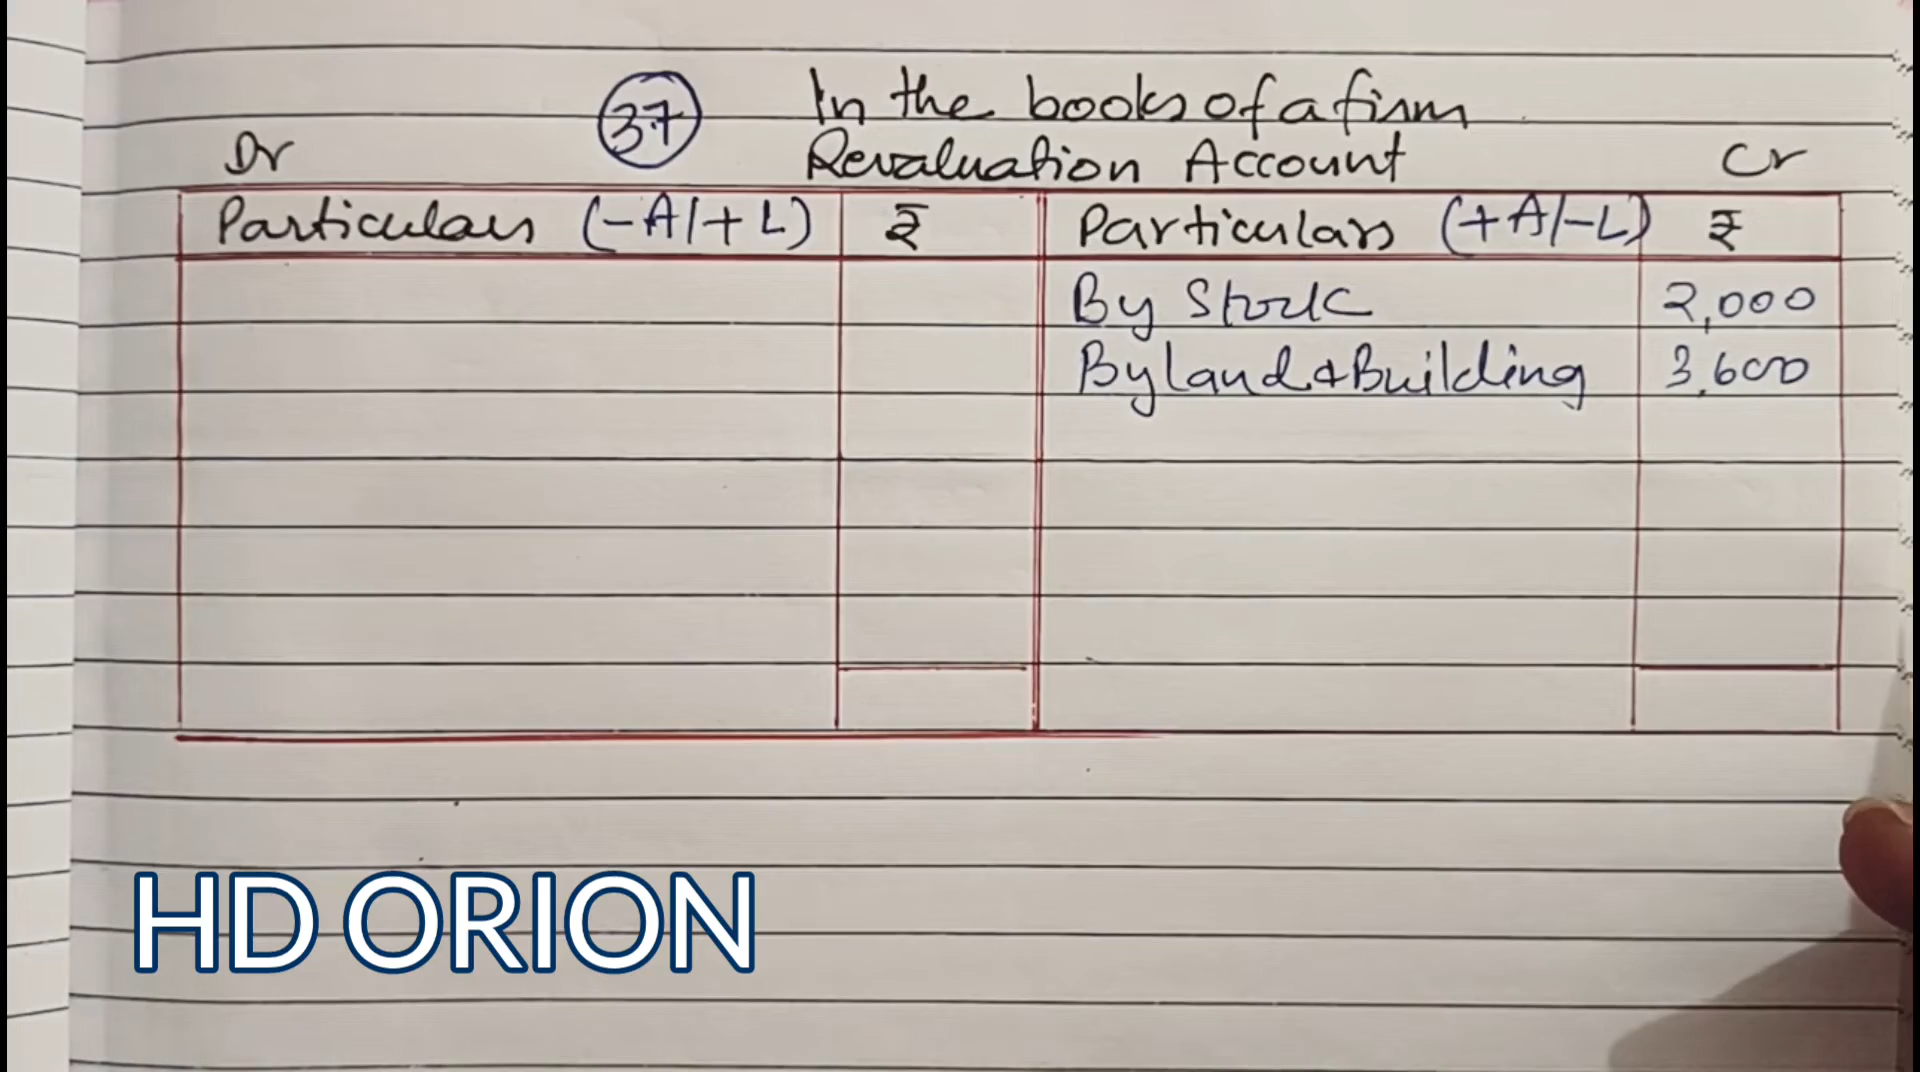 37 In the books of a firm
Dr Revaluation Account Cr
Particulars (-A/+L) ₹ Particulars (+A/-L) ₹
By Stock 2,000
By land & Building 3,600
HD ORION